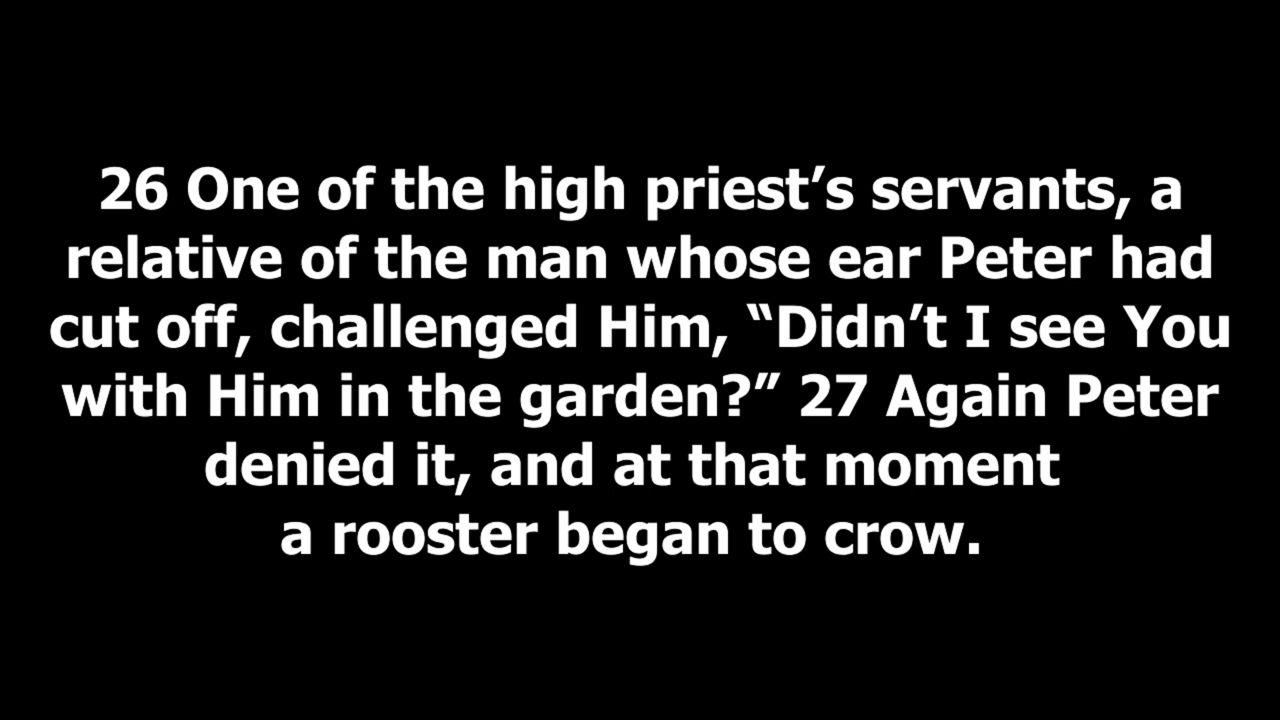 26 One of the high priest’s servants, a
relative of the man whose ear Peter had
cut off, challenged Him, “Didn’t I see You
with Him in the garden?” 27 Again Peter
denied it, and at that moment
a rooster began to crow.